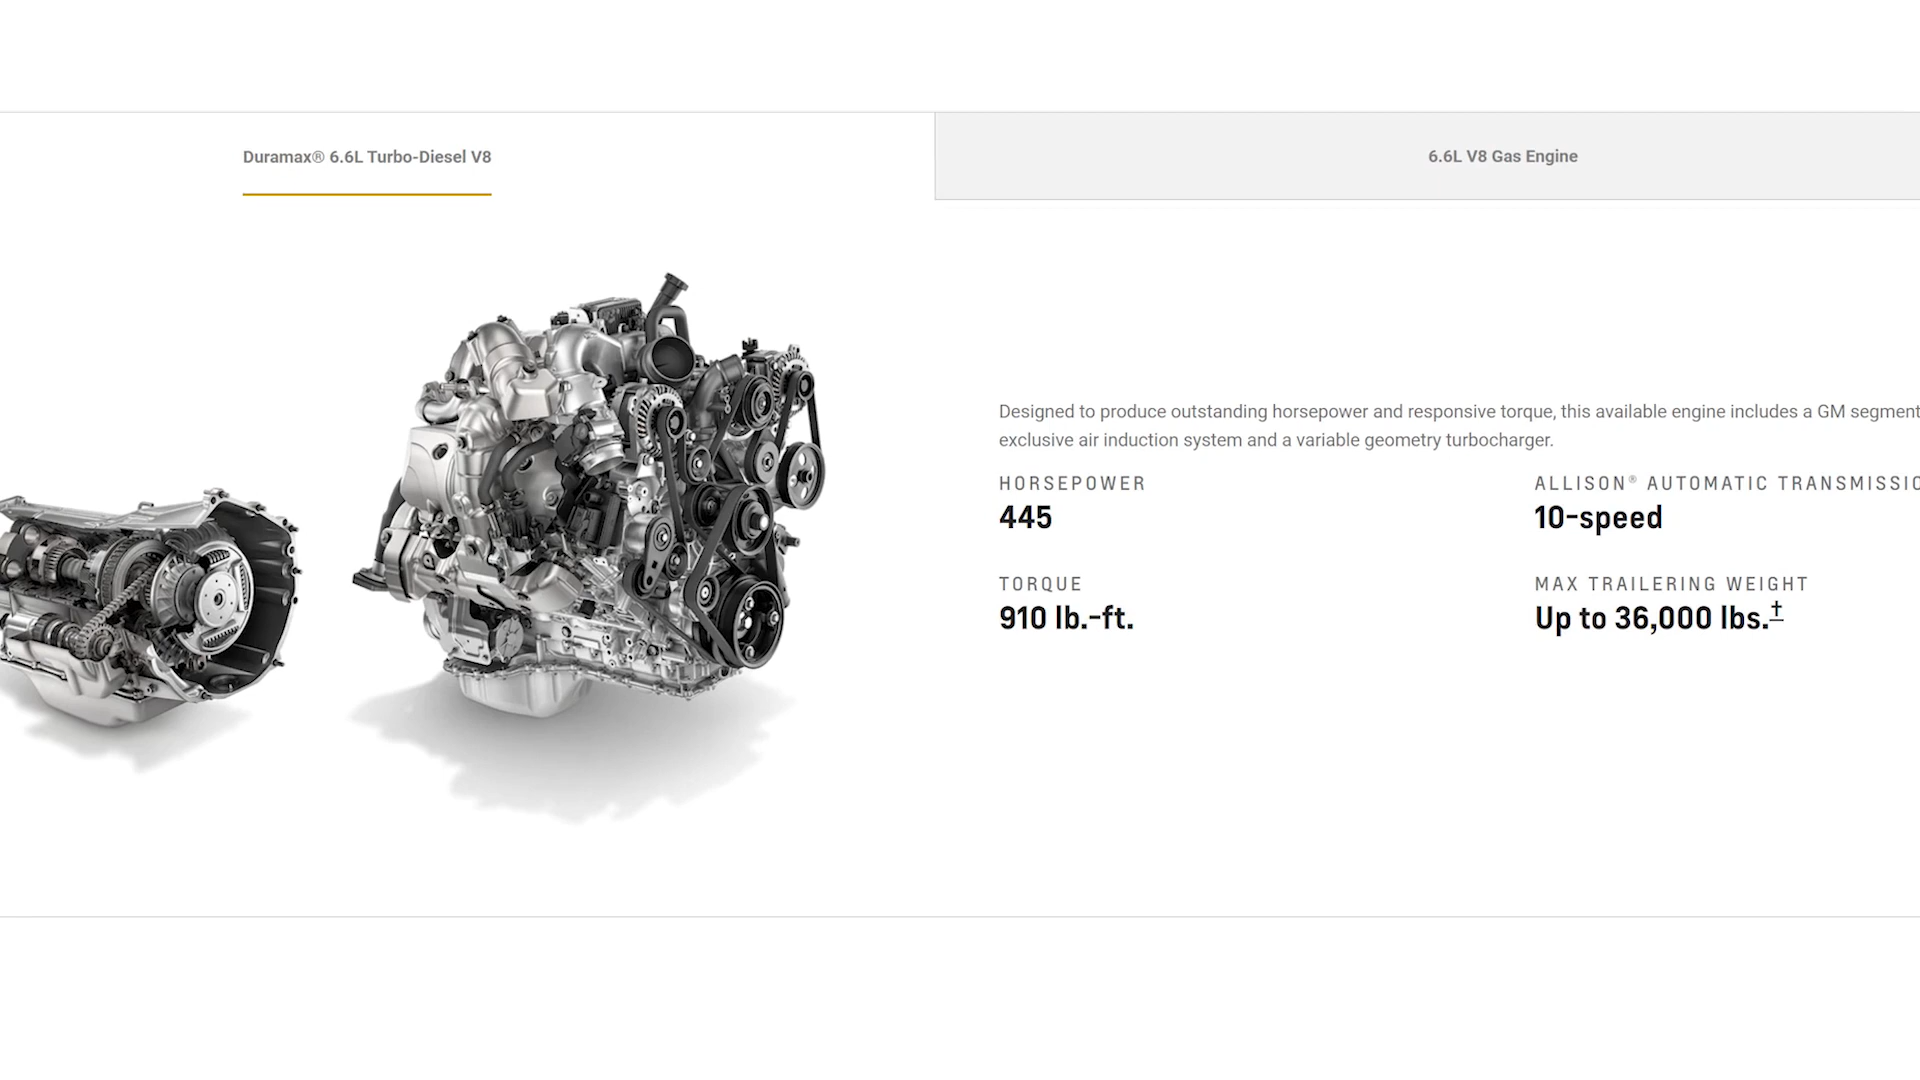 Duramax® 6.6L Turbo-Diesel V8
6.6L V8 Gas Engine
Designed to produce outstanding horsepower and responsive torque, this available engine includes a GM segment
exclusive air induction system and a variable geometry turbocharger.
HORSEPOWER
445
ALLISON® AUTOMATIC TRANSMISSIO
10-speed
TORQUE
910 lb.-ft.
MAX TRAILERING WEIGHT
Up to 36,000 lbs.†